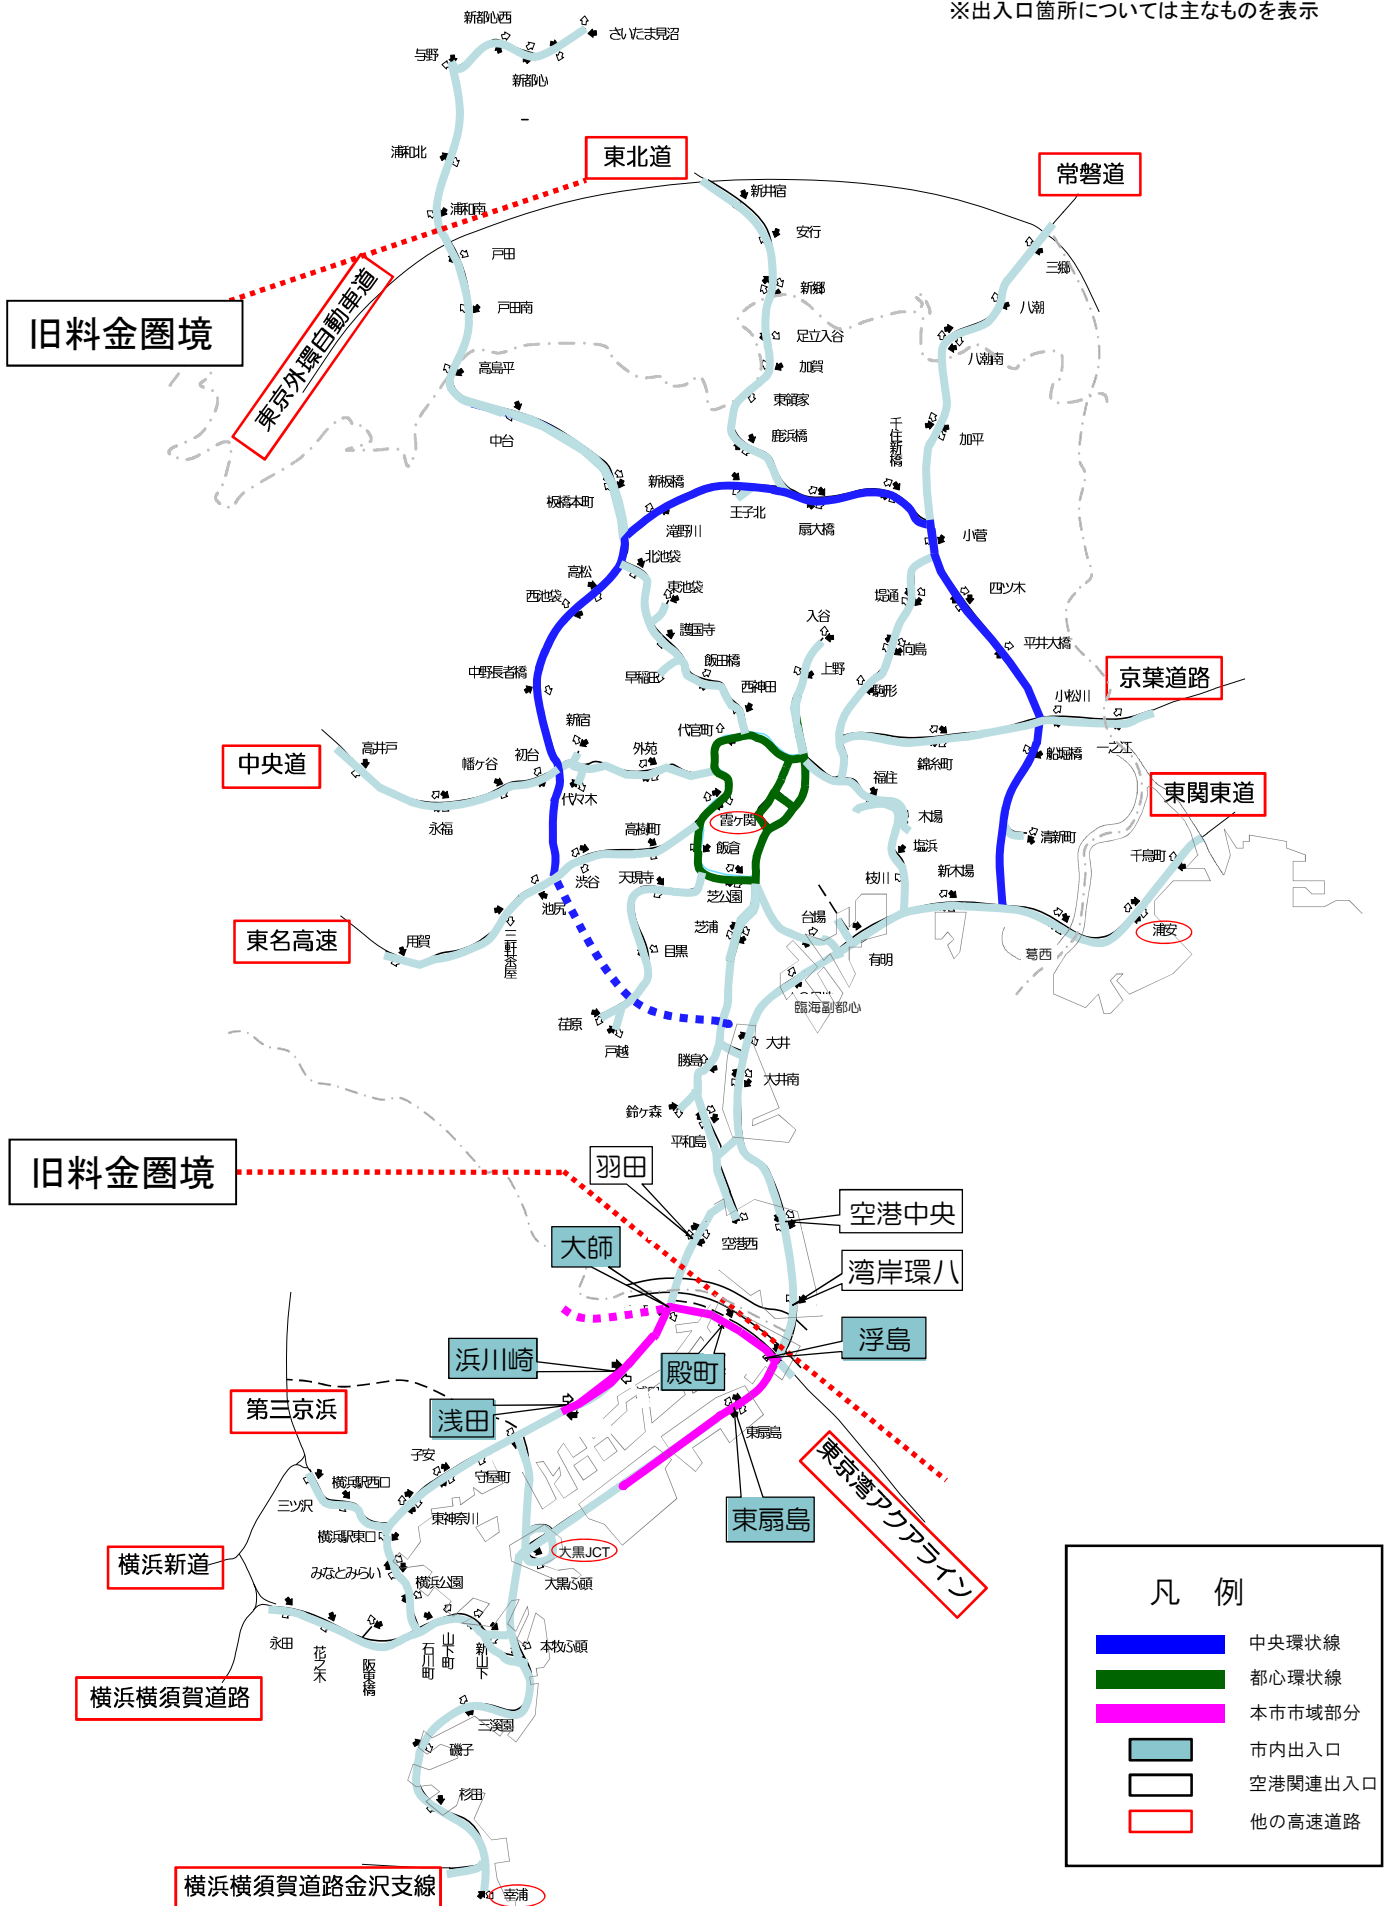 ※出入口箇所については主なものを表示
新都心西
さいたま見沼
与野
新都心
浦和北
東北道
常磐道
新井宿
浦和南
安行
戸田
三郷
新郷
戸田南
八潮
旧料金圏境
東京外環自動車道
足立入谷
八潮南
高島平
加賀
東領家
中台
鹿浜橋
千住新橋
加平
新板橋
板橋本町
王子北
滝野川
扇大橋
小菅
北池袋
高松
東池袋
西池袋
堤通
四ツ木
入谷
護国寺
平井大橋
向島
飯田橋
上野
中野長者橋
早稲田
西神田
駒形
京葉道路
小松川
新宿
代官町
高井戸
初台
外苑
一之江
中央道
幡ヶ谷
錦糸町
船堀橋
福住
東関東道
代々木
永福
高樹町
霞ヶ関
木場
清新町
飯倉
塩浜
千鳥町
渋谷
天現寺
枝川
新木場
芝公園
池尻
台場
芝浦
浦安
東名高速
用賀
三軒茶屋
目黒
有明
葛西
臨海副都心
荏原
戸越
大井
勝島
大井南
鈴ヶ森
平和島
旧料金圏境
羽田
空港中央
大師
空港西
湾岸環八
浮島
浜川崎
殿町
第三京浜
浅田
東扇島
子安
東京湾アクアライン
守屋町
横浜駅西口
三ツ沢
東神奈川
東扇島
横浜駅東口
大黒JCT
横浜新道
みなとみらい
横浜公園
大黒ふ頭
凡 例
永田
花之木
阪東橋
石川町
山下町
新山下
本牧ふ頭
中央環状線
都心環状線
横浜横須賀道路
本市市域部分
三渓園
市内出入口
磯子
空港関連出入口
杉田
他の高速道路
横浜横須賀道路金沢支線
幸浦